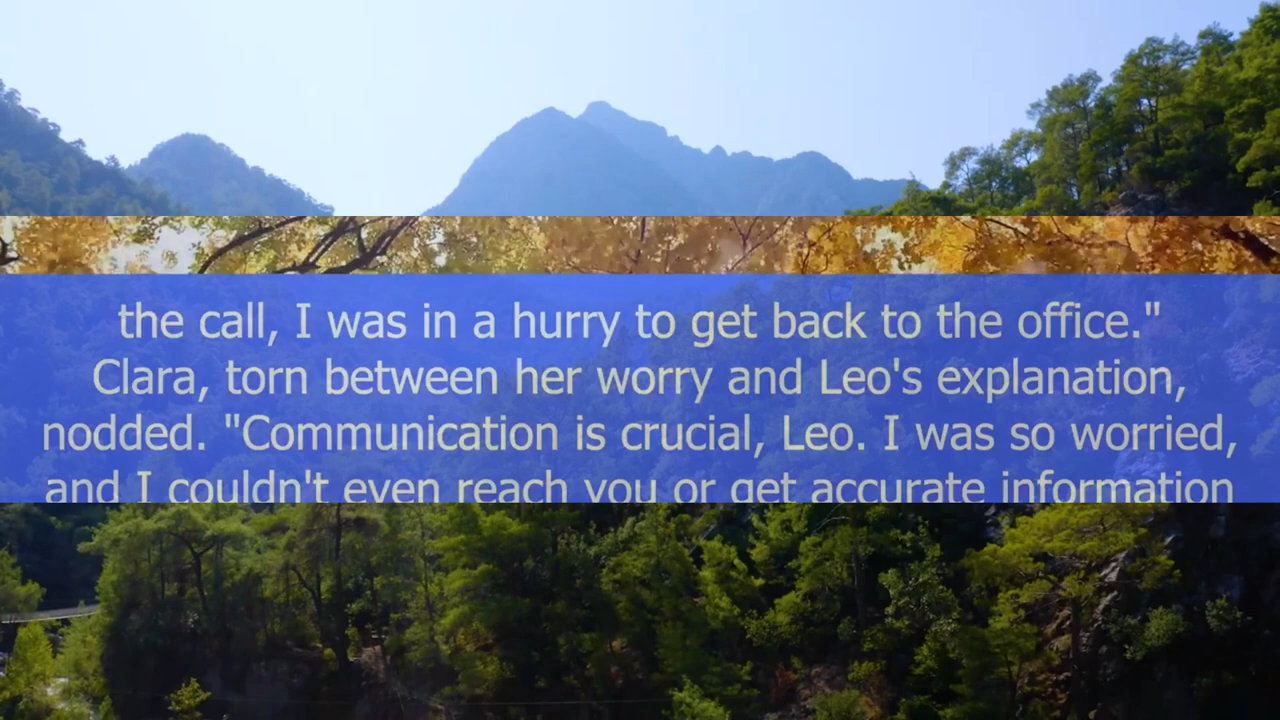 the call, I was in a hurry to get back to the office."
Clara, torn between her worry and Leo's explanation,
nodded. "Communication is crucial, Leo. I was so worried,
and I couldn't even reach you or get accurate information